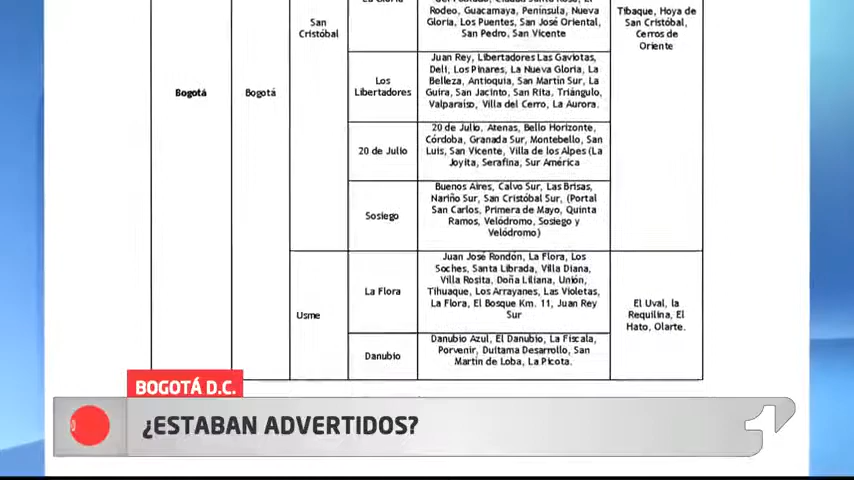 La Gloria
Rodeo, Guacamaya, Península, Nueva
Gloria, Los Puentes, San José Oriental,
San Pedro, San Vicente
San
Cristóbal
Tibaque, Hoya de
San Cristóbal,
Cerros de
Oriente
Bogotá
Bogotá
Los
Libertadores
Juan Rey, Libertadores Las Gaviotas,
Deli, Los Pinares, La Nueva Gloria, La
Belleza, Antioquia, San Martín Sur, La
Guira, San Jacinto, San Rita, Triángulo,
Valparaíso, Villa del Cerro, La Aurora.
20 de Julio
20 de Julio, Atenas, Bello Horizonte,
Córdoba, Granada Sur, Montebello, San
Luis, San Vicente, Villa de los Alpes (La
Joyita, Serafina, Sur América
Sosiego
Buenos Aires, Calvo Sur, Las Brisas,
Nariño Sur, San Cristóbal Sur, (Portal
San Carlos, Primera de Mayo, Quinta
Ramos, Velódromo, Sosiego y
Velódromo)
Usme
La Flora
Juan José Rondón, La Flora, Los
Soches, Santa Librada, Villa Diana,
Villa Rosita, Doña Liliana, Unión,
Tihuaque, Los Arrayanes, Las Violetas,
La Flora, El Bosque Km. 11, Juan Rey
Sur
El Uval, la
Requilina, El
Hato, Olarte.
Danubio
Danubio Azul, El Danubio, La Fiscala,
Porvenir, Duitama Desarrollo, San
Martín de Loba, La Picota.
BOGOTÁ D.C.
¿ESTABAN ADVERTIDOS?
1